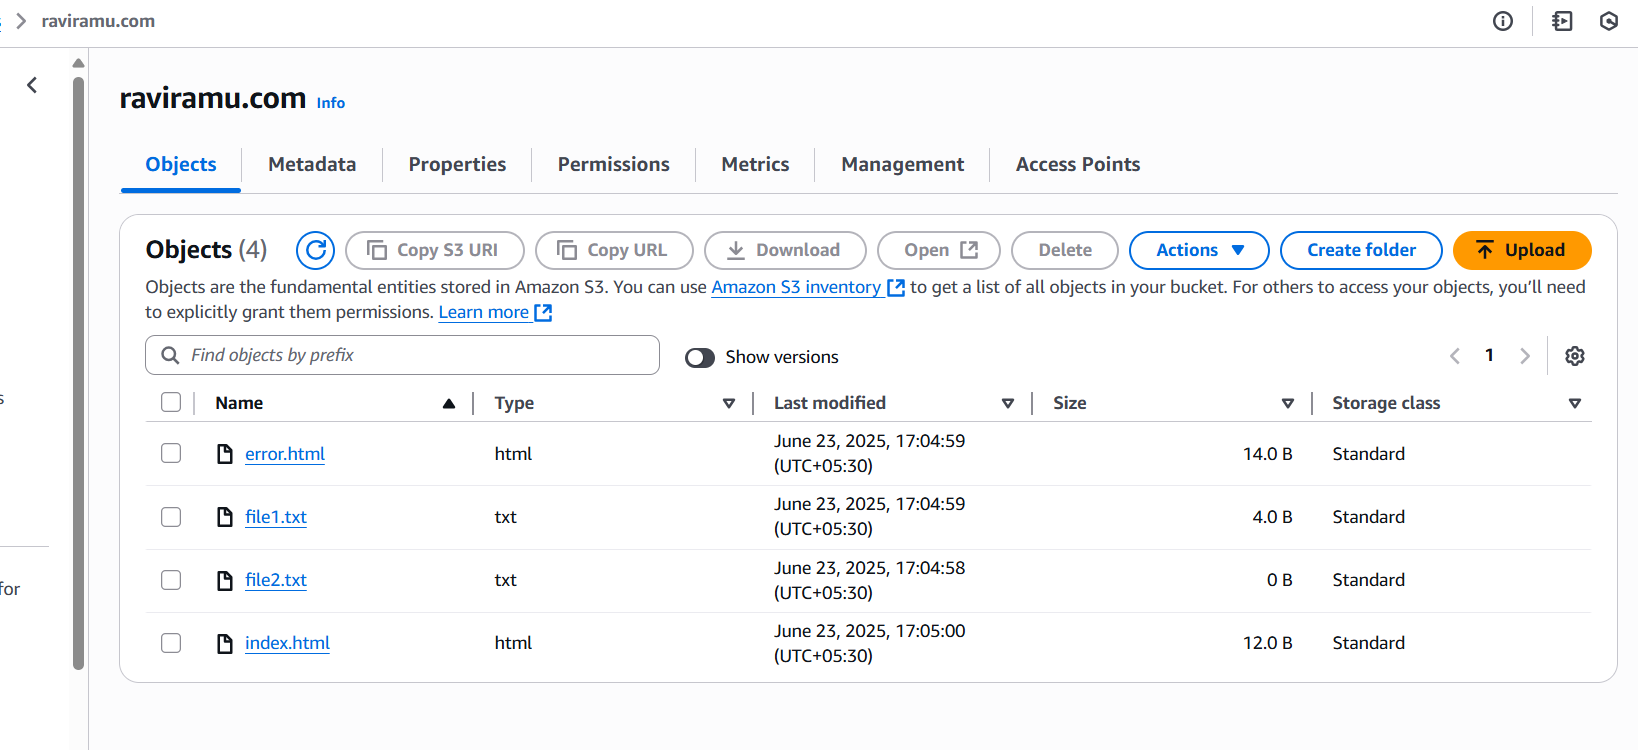 raviramu.com
raviramu.com Info
Objects Metadata Properties Permissions Metrics Management Access Points
Objects (4) Copy S3 URI Copy URL Download Open Delete Actions Create folder Upload
Objects are the fundamental entities stored in Amazon S3. You can use Amazon S3 inventory to get a list of all objects in your bucket. For others to access your objects, you’ll need
to explicitly grant them permissions. Learn more
Find objects by prefix Show versions 1
Name Type Last modified Size Storage class
error.html html June 23, 2025, 17:04:59 (UTC+05:30) 14.0 B Standard
file1.txt txt June 23, 2025, 17:04:59 (UTC+05:30) 4.0 B Standard
file2.txt txt June 23, 2025, 17:04:58 (UTC+05:30) 0 B Standard
index.html html June 23, 2025, 17:05:00 (UTC+05:30) 12.0 B Standard
for